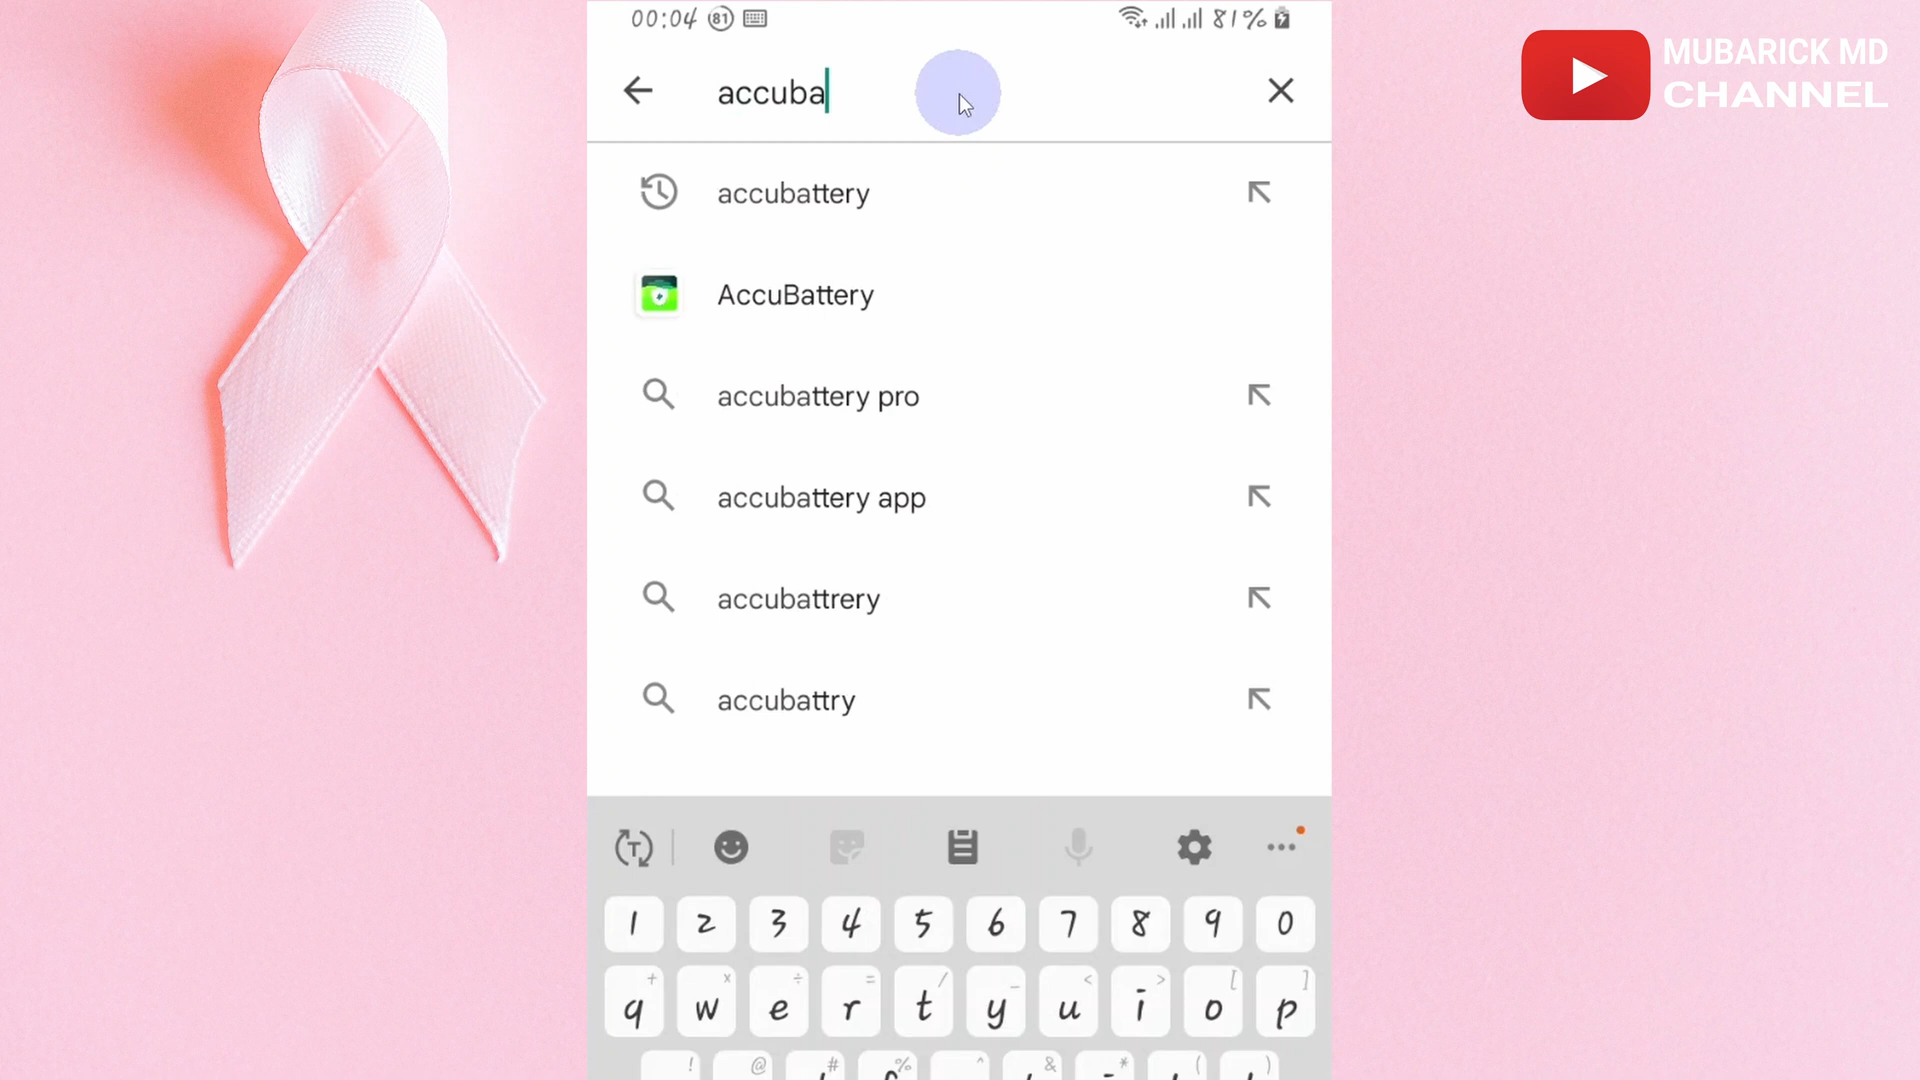 00:04 81 81%
MUBARICK MD
CHANNEL
accuba
accubattery
AccuBattery
accubattery pro
accubattery app
accubattrery
accubattry
T
1 2 3 4 5 6 7 8 9 0
+ × ÷ = / _ < > [ ]
q w e r t y u i o p
! @ # % ^ & * ( )